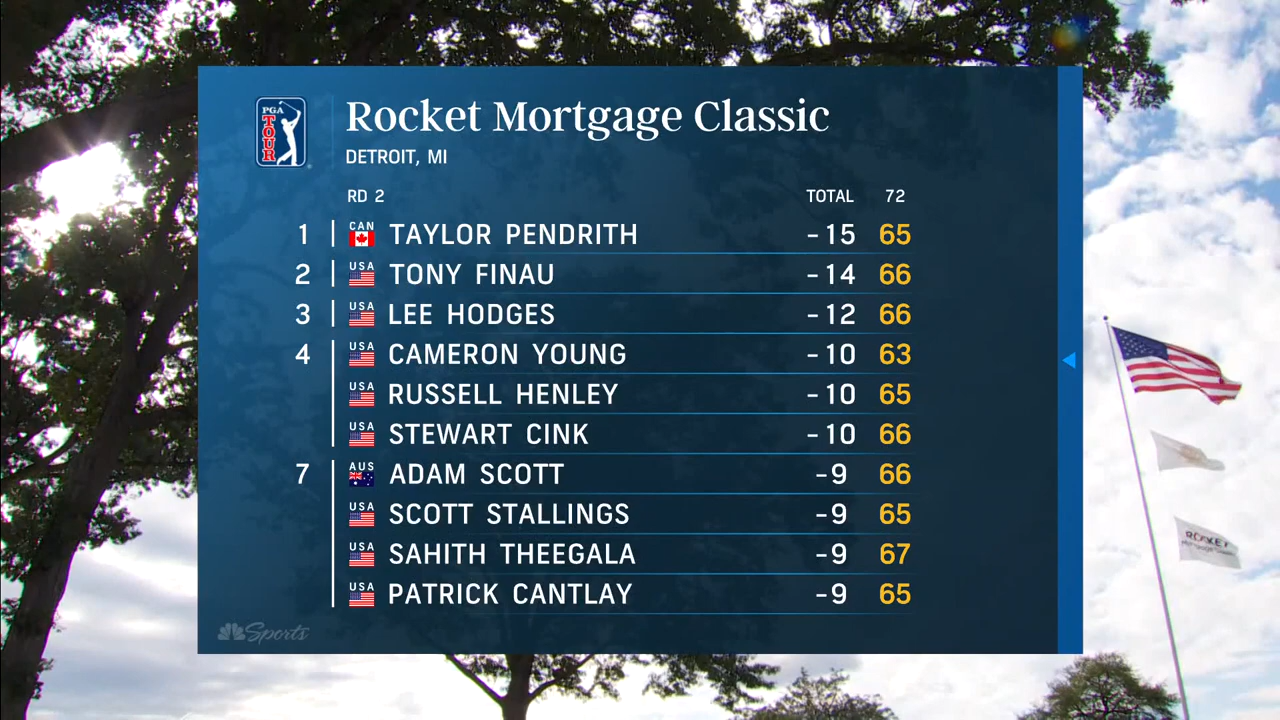 PGA
TOUR
Rocket Mortgage Classic
DETROIT, MI
RD 2 TOTAL 72
1 CAN TAYLOR PENDRITH -15 65
2 USA TONY FINAU -14 66
3 USA LEE HODGES -12 66
4 USA CAMERON YOUNG -10 63
USA RUSSELL HENLEY -10 65
USA STEWART CINK -10 66
7 AUS ADAM SCOTT -9 66
USA SCOTT STALLINGS -9 65
USA SAHITH THEEGALA -9 67
USA PATRICK CANTLAY -9 65
Sports
ROCKET
Mortgage Classic